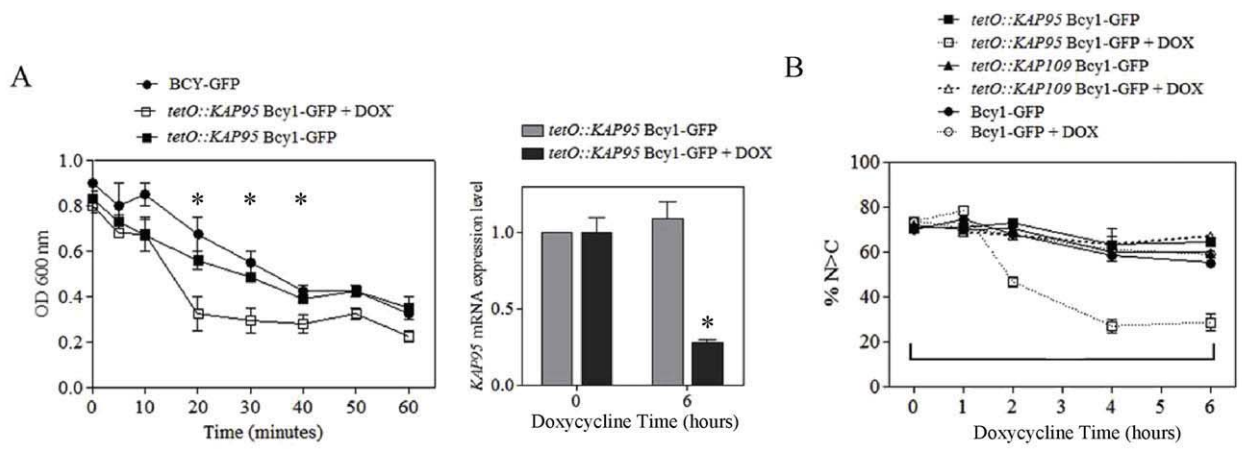 A
BCY-GFP
tetO::KAP95 Bcy1-GFP + DOX
tetO::KAP95 Bcy1-GFP
OD 600 nm
1.0
0.8
0.6
0.4
0.2
0.0
* * *
0 10 20 30 40 50 60
Time (minutes)
tetO::KAP95 Bcy1-GFP
tetO::KAP95 Bcy1-GFP + DOX
KAP95 mRNA expression level
1.0
0.5
0.0
*
0 6
Doxycycline Time (hours)
B
tetO::KAP95 Bcy1-GFP
tetO::KAP95 Bcy1-GFP + DOX
tetO::KAP109 Bcy1-GFP
tetO::KAP109 Bcy1-GFP + DOX
Bcy1-GFP
Bcy1-GFP + DOX
% N>C
100
80
60
40
20
0
0 1 2 3 4 5 6
Doxycycline Time (hours)